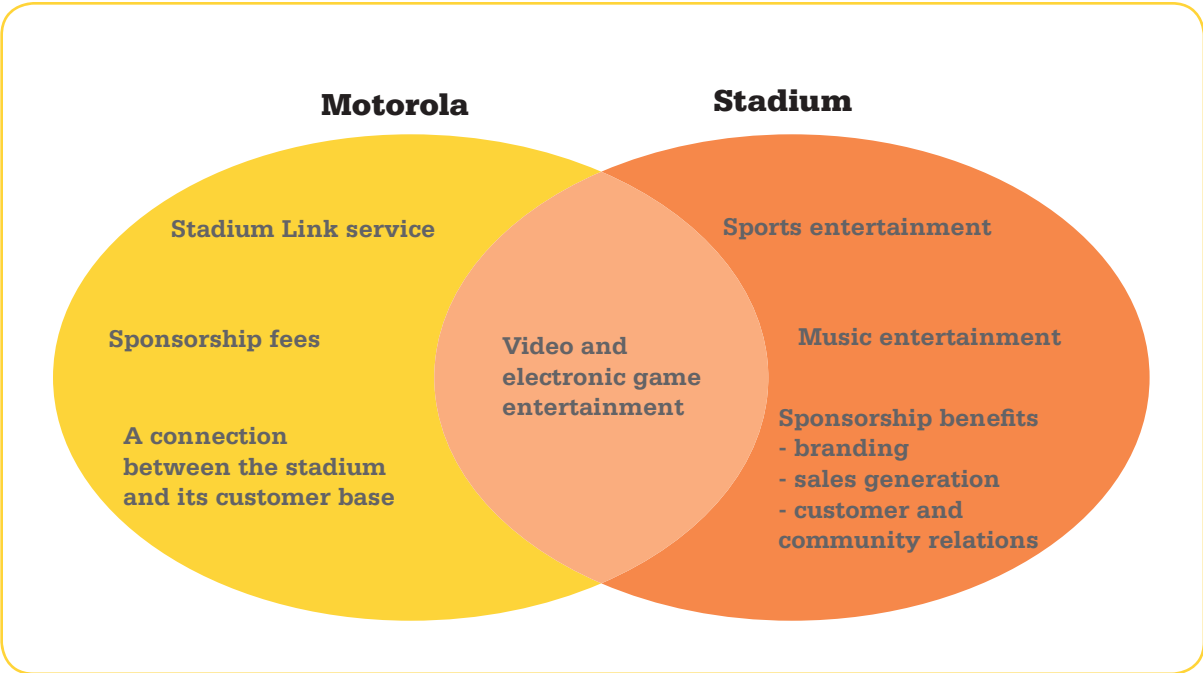 Motorola
Stadium
Stadium Link service
Sponsorship fees
A connection
between the stadium
and its customer base
Video and
electronic game
entertainment
Sports entertainment
Music entertainment
Sponsorship benefits
- branding
- sales generation
- customer and
community relations